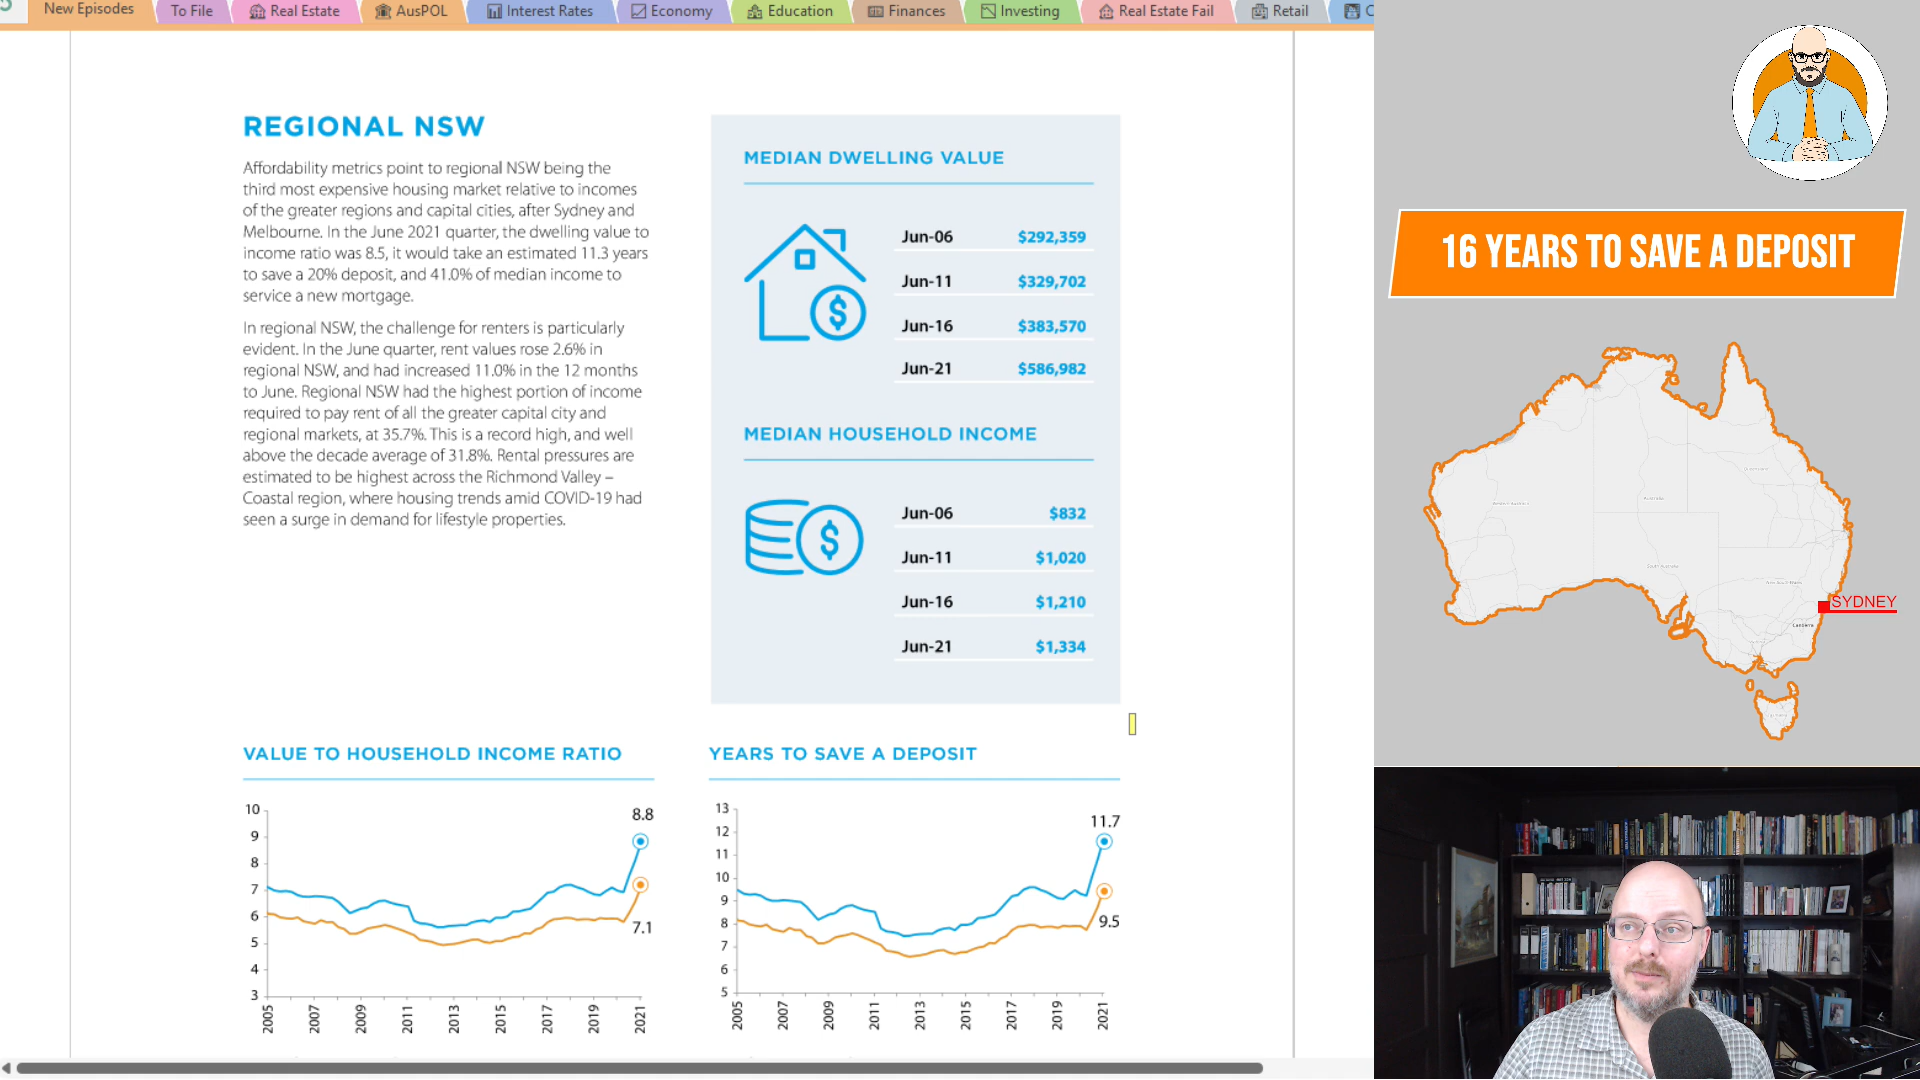 New Episodes
To File
Real Estate
AusPOL
Interest Rates
Economy
Education
Finances
Investing
Real Estate Fail
Retail
REGIONAL NSW
Affordability metrics point to regional NSW being the
third most expensive housing market relative to incomes
of the greater regions and capital cities, after Sydney and
Melbourne. In the June 2021 quarter, the dwelling value to
income ratio was 8.5, it would take an estimated 11.3 years
to save a 20% deposit, and 41.0% of median income to
service a new mortgage.
In regional NSW, the challenge for renters is particularly
evident. In the June quarter, rent values rose 2.6% in
regional NSW, and had increased 11.0% in the 12 months
to June. Regional NSW had the highest portion of income
required to pay rent of all the greater capital city and
regional markets, at 35.7%. This is a record high, and well
above the decade average of 31.8%. Rental pressures are
estimated to be highest across the Richmond Valley –
Coastal region, where housing trends amid COVID-19 had
seen a surge in demand for lifestyle properties.
MEDIAN DWELLING VALUE
Jun-06 $292,359
Jun-11 $329,702
Jun-16 $383,570
Jun-21 $586,982
MEDIAN HOUSEHOLD INCOME
Jun-06 $832
Jun-11 $1,020
Jun-16 $1,210
Jun-21 $1,334
VALUE TO HOUSEHOLD INCOME RATIO
10
9
8
7
6
5
4
3
8.8
7.1
2005 2007 2009 2011 2013 2015 2017 2019 2021
YEARS TO SAVE A DEPOSIT
13
12
11
10
9
8
7
6
5
11.7
9.5
2005 2007 2009 2011 2013 2015 2017 2019 2021
16 YEARS TO SAVE A DEPOSIT
Australia
SYDNEY
Canberra